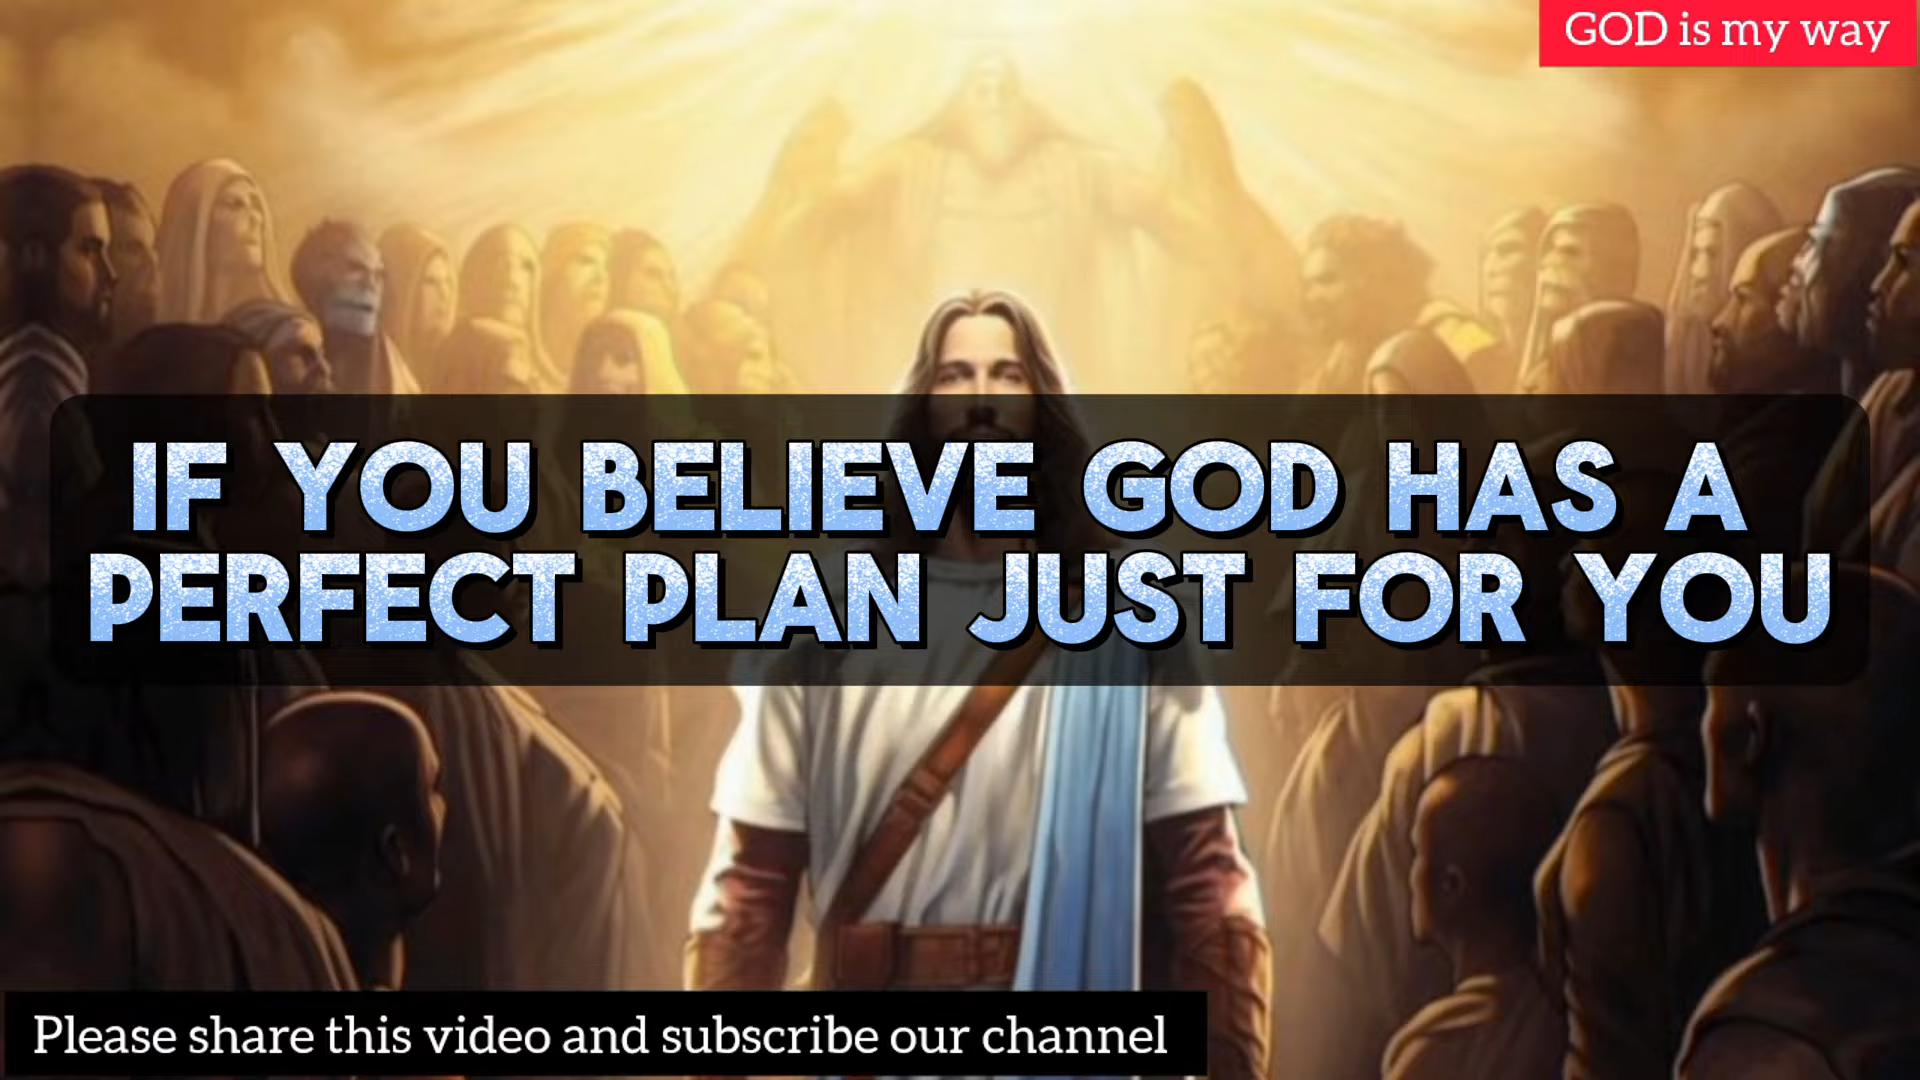 GOD is my way
IF YOU BELIEVE GOD HAS A
PERFECT PLAN JUST FOR YOU
Please share this video and subscribe our channel